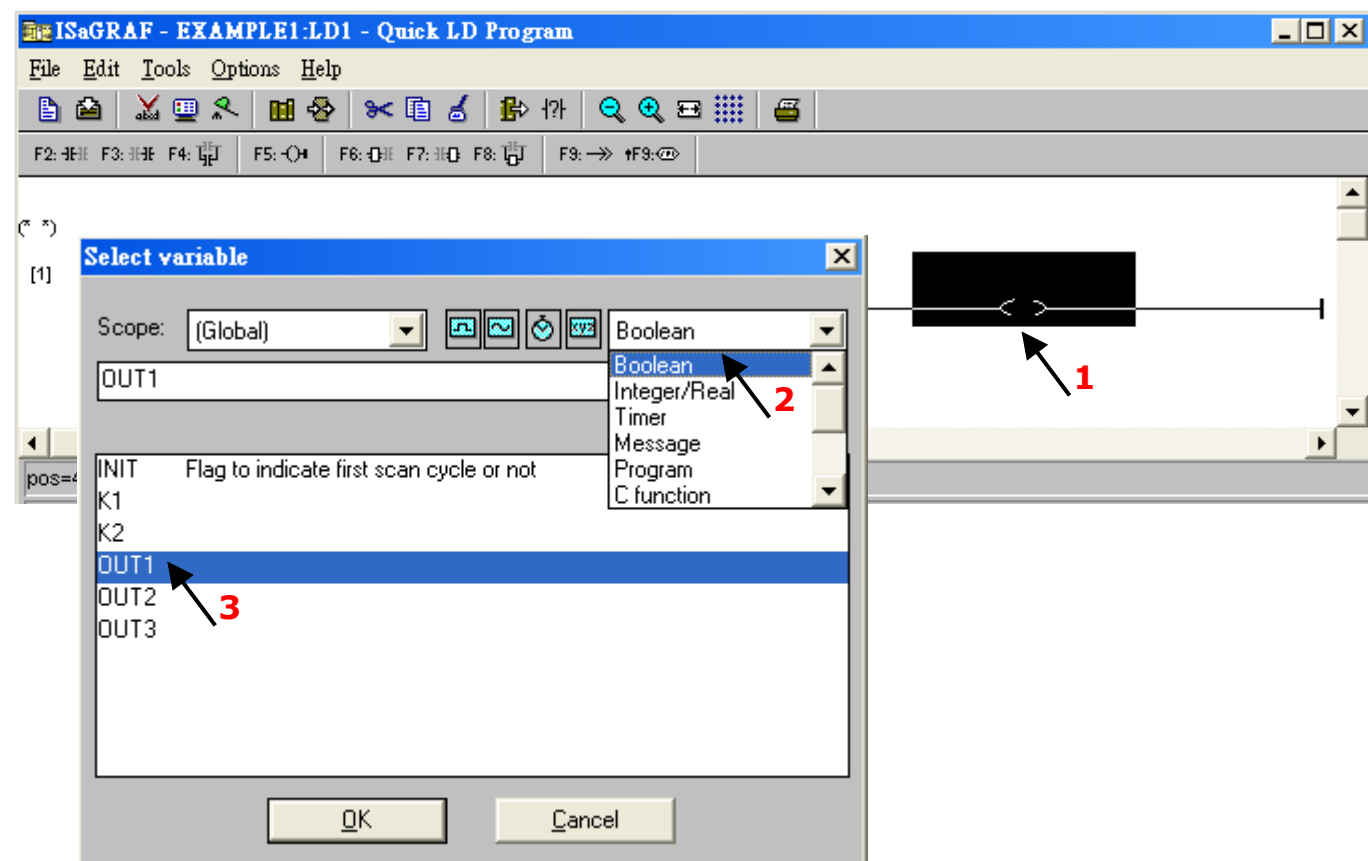 ISaGRAF - EXAMPLE1:LD1 - Quick LD Program
File Edit Tools Options Help
F2: F3: F4: F5: F6: F7: F8: F9: F9:
(* *)
[1]
1
pos=4
Select variable
Scope: (Global) xyz Boolean
OUT1
Boolean
Integer/Real
Timer
Message
Program
C function
2
INIT Flag to indicate first scan cycle or not
K1
K2
OUT1
OUT2
OUT3
3
OK Cancel